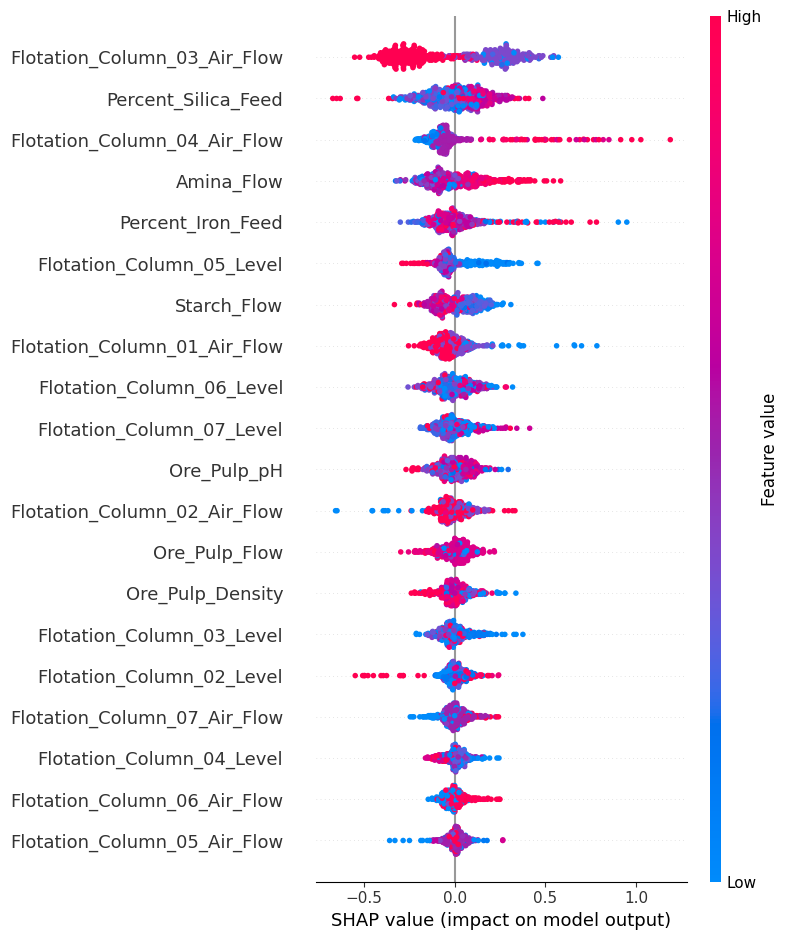 High
Flotation_Column_03_Air_Flow
Percent_Silica_Feed
Flotation_Column_04_Air_Flow
Amina_Flow
Percent_Iron_Feed
Flotation_Column_05_Level
Starch_Flow
Flotation_Column_01_Air_Flow
Flotation_Column_06_Level
Flotation_Column_07_Level
Ore_Pulp_pH
Flotation_Column_02_Air_Flow
Ore_Pulp_Flow
Ore_Pulp_Density
Flotation_Column_03_Level
Flotation_Column_02_Level
Flotation_Column_07_Air_Flow
Flotation_Column_04_Level
Flotation_Column_06_Air_Flow
Flotation_Column_05_Air_Flow
Feature value
Low
−0.5 0.0 0.5 1.0
SHAP value (impact on model output)